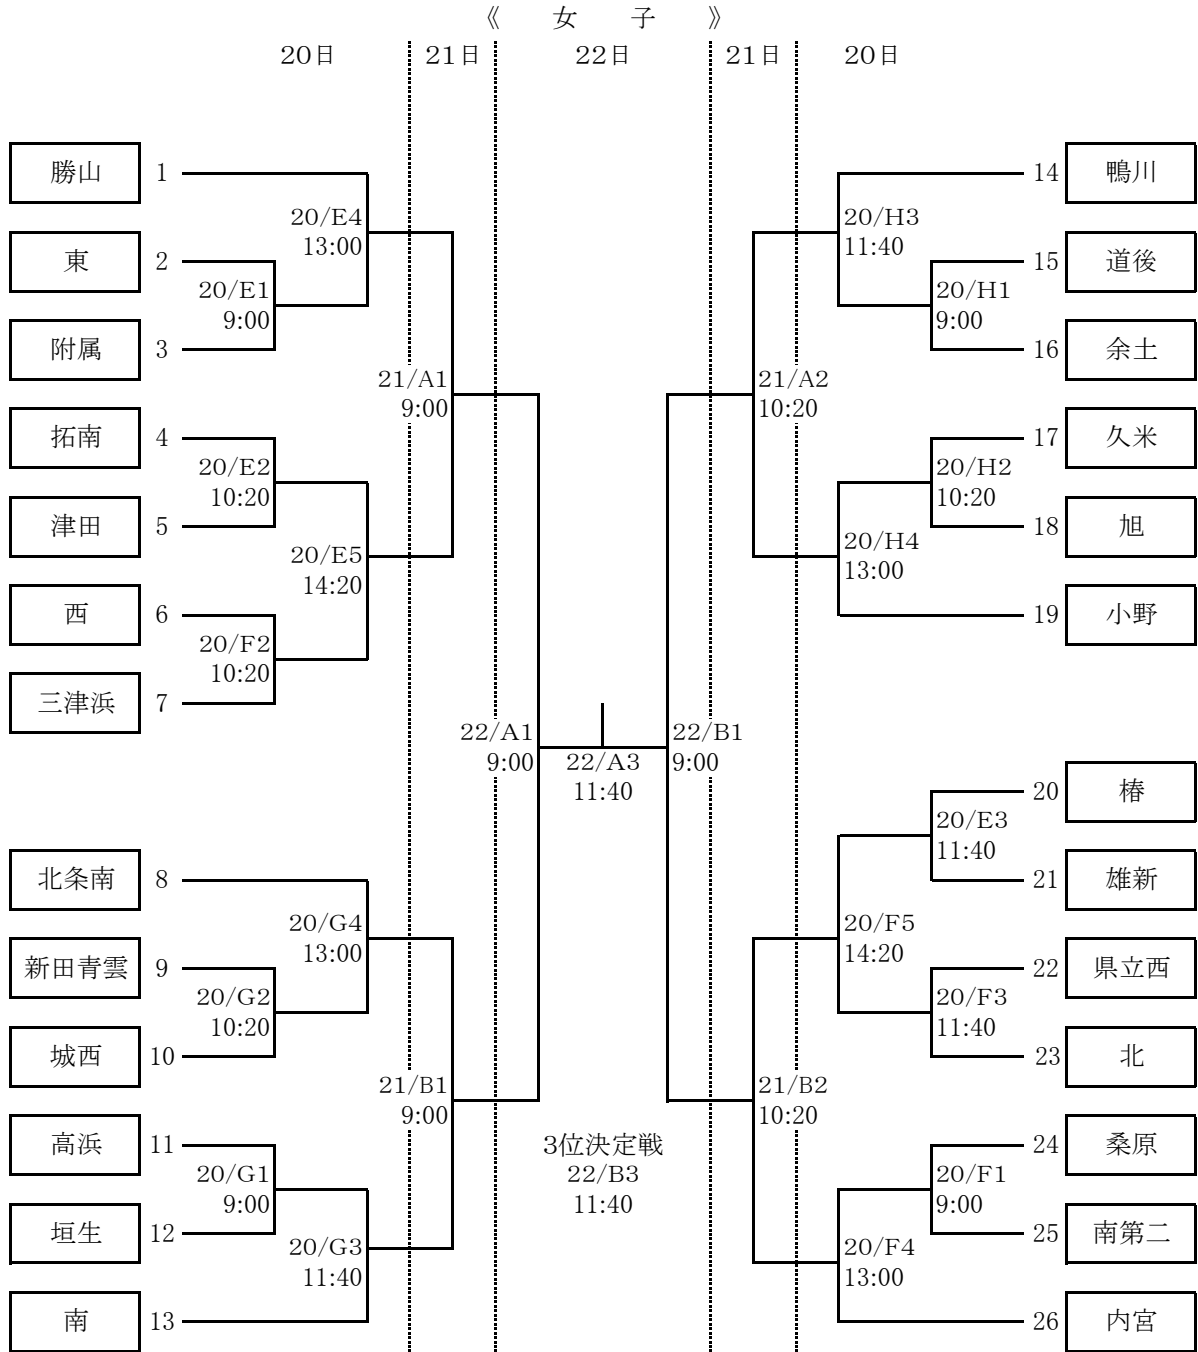 《　女　子　》
20日 21日 22日 21日 20日
勝山 1
20/E4
13:00
東 2
20/E1
9:00
附属 3
21/A1
9:00
拓南 4
20/E2
10:20
津田 5
20/E5
14:20
西 6
20/F2
10:20
三津浜 7
22/A1
9:00
北条南 8
20/G4
13:00
新田青雲 9
20/G2
10:20
城西 10
21/B1
9:00
高浜 11
20/G1
9:00
垣生 12
20/G3
11:40
南 13
22/A3
11:40
3位決定戦
22/B3
11:40
14 鴨川
20/H3
11:40
15 道後
20/H1
9:00
16 余土
21/A2
10:20
17 久米
20/H2
10:20
18 旭
20/H4
13:00
19 小野
22/B1
9:00
20 椿
20/E3
11:40
21 雄新
20/F5
14:20
22 県立西
20/F3
11:40
23 北
21/B2
10:20
24 桑原
20/F1
9:00
25 南第二
20/F4
13:00
26 内宮